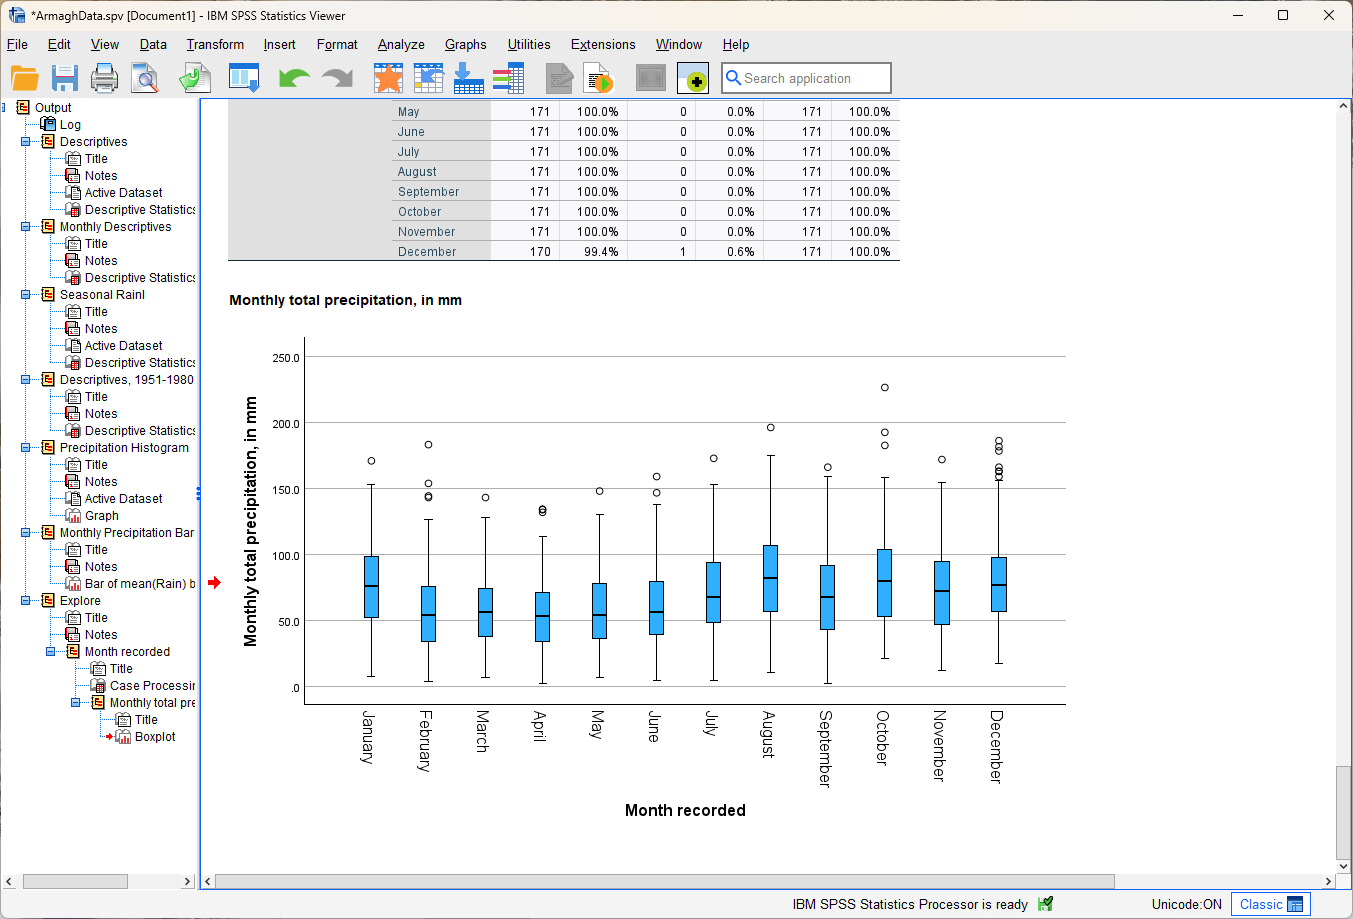 *ArmaghData.spv [Document1] - IBM SPSS Statistics Viewer
File Edit View Data Transform Insert Format Analyze Graphs Utilities Extensions Window Help
Search application
Output
Log
Descriptives
Title
Notes
Active Dataset
Descriptive Statistics
Monthly Descriptives
Title
Notes
Descriptive Statistics
Seasonal Rainl
Title
Notes
Active Dataset
Descriptive Statistics
Descriptives, 1951-1980
Title
Notes
Descriptive Statistics
Precipitation Histogram
Title
Notes
Active Dataset
Graph
Monthly Precipitation Bar
Title
Notes
Bar of mean(Rain) b
Explore
Title
Notes
Month recorded
Title
Case Processin
Monthly total pre
Title
Boxplot
May 171 100.0% 0 0.0% 171 100.0%
June 171 100.0% 0 0.0% 171 100.0%
July 171 100.0% 0 0.0% 171 100.0%
August 171 100.0% 0 0.0% 171 100.0%
September 171 100.0% 0 0.0% 171 100.0%
October 171 100.0% 0 0.0% 171 100.0%
November 171 100.0% 0 0.0% 171 100.0%
December 170 99.4% 1 0.6% 171 100.0%
Monthly total precipitation, in mm
Monthly total precipitation, in mm
250.0
200.0
150.0
100.0
50.0
.0
January
February
March
April
May
June
July
August
September
October
November
December
Month recorded
IBM SPSS Statistics Processor is ready
Unicode:ON
Classic